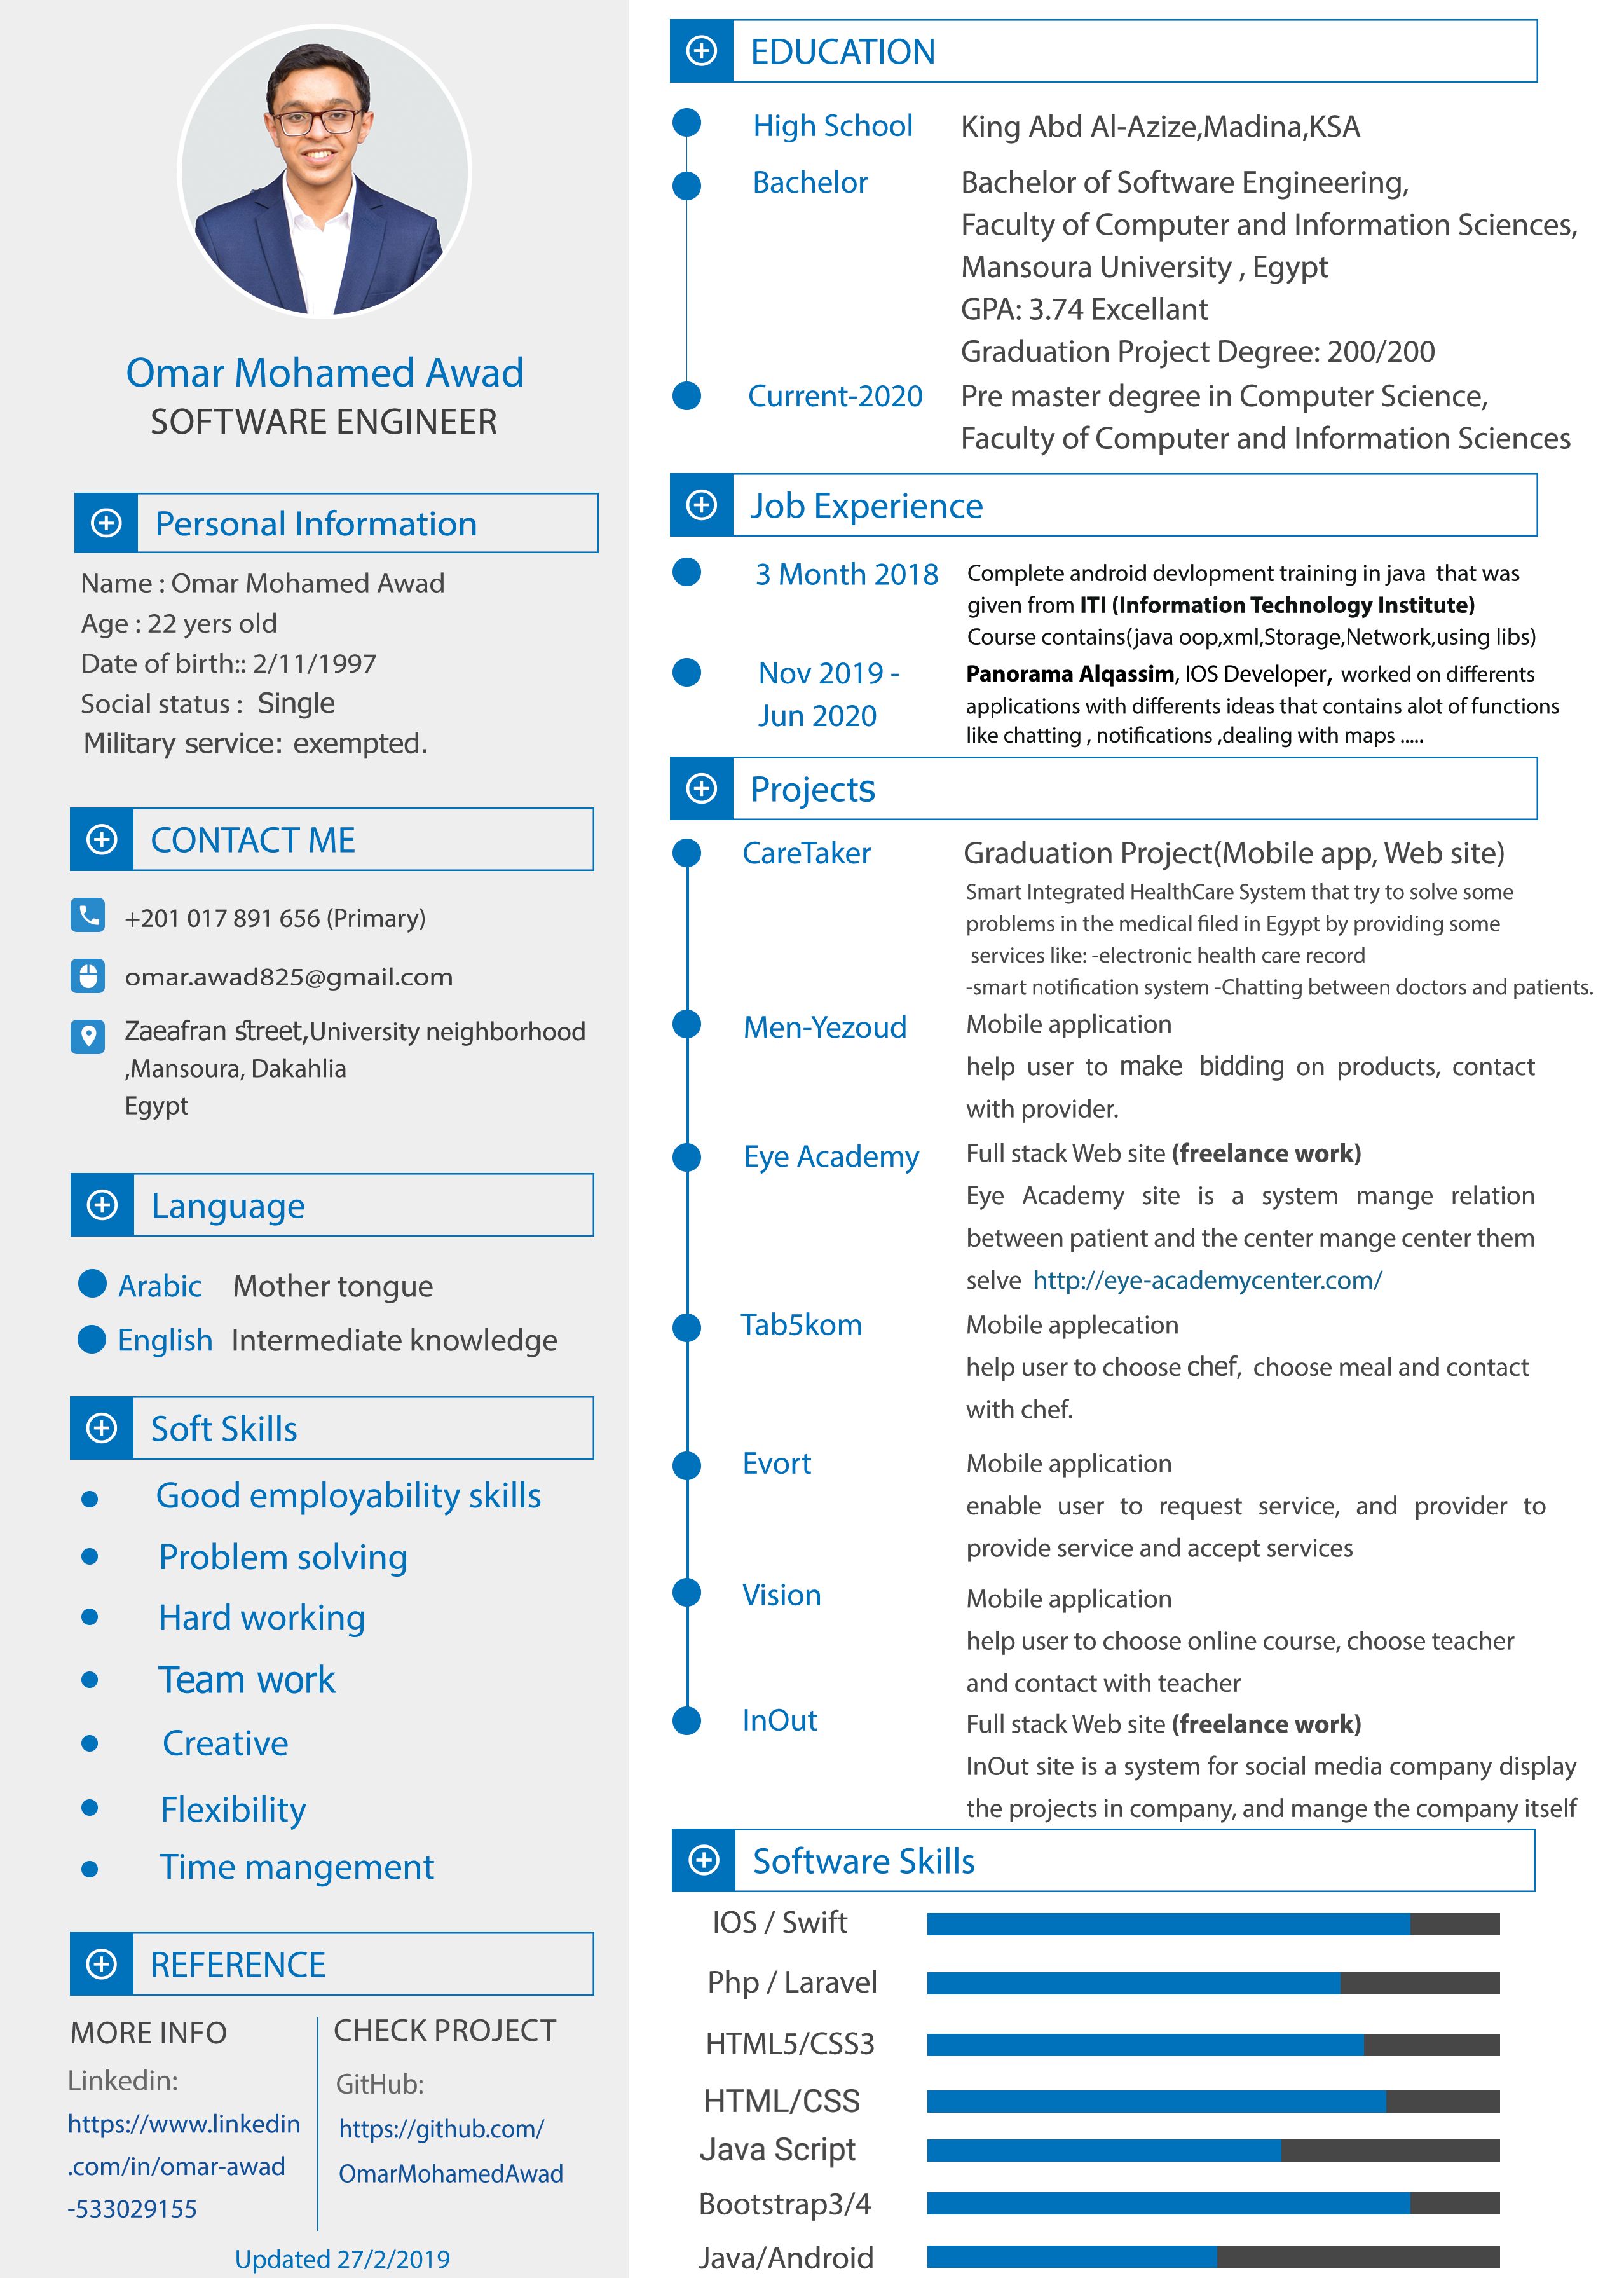 Omar Mohamed Awad
SOFTWARE ENGINEER
Personal Information
Name : Omar Mohamed Awad
Age : 22 yers old
Date of birth:: 2/11/1997
Social status : Single
Military service: exempted.
CONTACT ME
+201 017 891 656 (Primary)
omar.awad825@gmail.com
Zaeafran street,University neighborhood
,Mansoura, Dakahlia
Egypt
Language
Arabic Mother tongue
English Intermediate knowledge
Soft Skills
Good employability skills
Problem solving
Hard working
Team work
Creative
Flexibility
Time mangement
REFERENCE
MORE INFO
Linkedin:
https://www.linkedin
.com/in/omar-awad
-533029155
CHECK PROJECT
GitHub:
https://github.com/
OmarMohamedAwad
Updated 27/2/2019
EDUCATION
High School King Abd Al-Azize,Madina,KSA
Bachelor Bachelor of Software Engineering,
Faculty of Computer and Information Sciences,
Mansoura University , Egypt
GPA: 3.74 Excellant
Graduation Project Degree: 200/200
Current-2020 Pre master degree in Computer Science,
Faculty of Computer and Information Sciences
Job Experience
3 Month 2018 Complete android devlopment training in java that was
given from ITI (Information Technology Institute)
Course contains(java oop,xml,Storage,Network,using libs)
Nov 2019 - Panorama Alqassim, IOS Developer, worked on differents
Jun 2020 applications with differents ideas that contains alot of functions
like chatting , notifications ,dealing with maps .....
Projects
CareTaker Graduation Project(Mobile app, Web site)
Smart Integrated HealthCare System that try to solve some
problems in the medical filed in Egypt by providing some
services like: -electronic health care record
-smart notification system -Chatting between doctors and patients.
Men-Yezoud Mobile application
help user to make bidding on products, contact
with provider.
Eye Academy Full stack Web site (freelance work)
Eye Academy site is a system mange relation
between patient and the center mange center them
selve http://eye-academycenter.com/
Tab5kom Mobile applecation
help user to choose chef, choose meal and contact
with chef.
Evort Mobile application
enable user to request service, and provider to
provide service and accept services
Vision Mobile application
help user to choose online course, choose teacher
and contact with teacher
InOut Full stack Web site (freelance work)
InOut site is a system for social media company display
the projects in company, and mange the company itself
Software Skills
IOS / Swift
Php / Laravel
HTML5/CSS3
HTML/CSS
Java Script
Bootstrap3/4
Java/Android